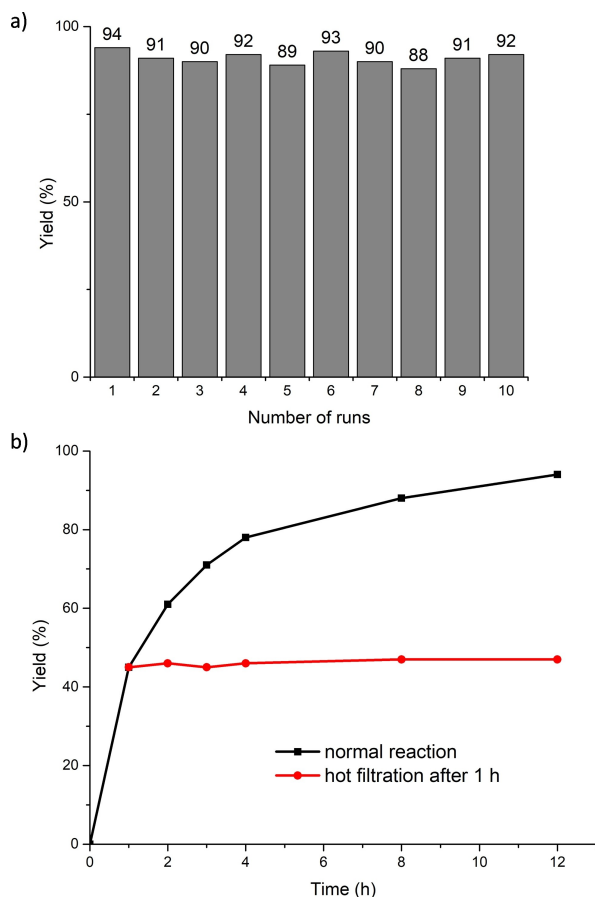 a)
94 91 90 92 89 93 90 88 91 92
100
50
0
Yield (%)
1 2 3 4 5 6 7 8 9 10
Number of runs
b)
100
80
60
40
20
0
Yield (%)
normal reaction
hot filtration after 1 h
0 2 4 6 8 10 12
Time (h)